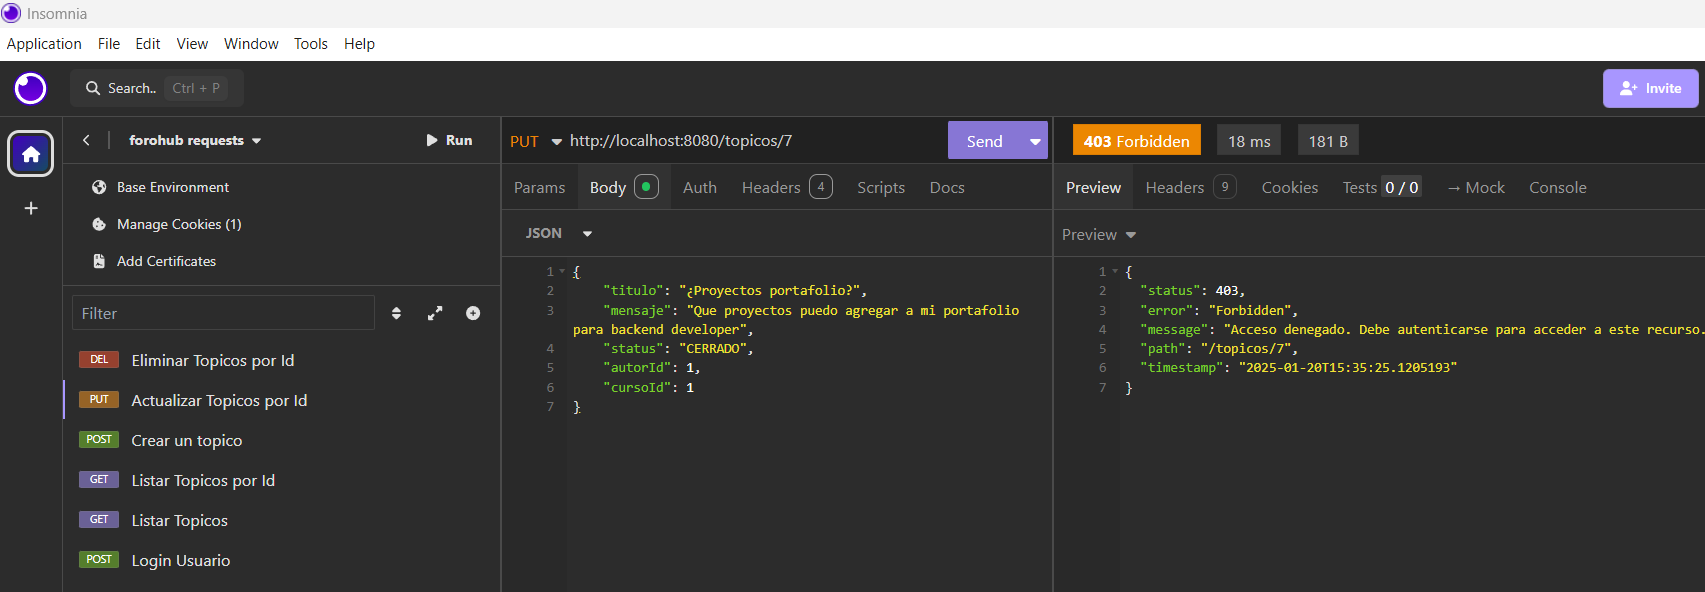 Insomnia
Application File Edit View Window Tools Help
Search.. Ctrl + P
Invite
forohub requests
Run
Base Environment
Manage Cookies (1)
Add Certificates
Filter
DEL Eliminar Topicos por Id
PUT Actualizar Topicos por Id
POST Crear un topico
GET Listar Topicos por Id
GET Listar Topicos
POST Login Usuario
PUT http://localhost:8080/topicos/7 Send
Params Body Auth Headers 4 Scripts Docs
JSON
1 {
2 "titulo": "¿Proyectos portafolio?",
3 "mensaje": "Que proyectos puedo agregar a mi portafolio
para backend developer",
4 "status": "CERRADO",
5 "autorId": 1,
6 "cursoId": 1
7 }
403 Forbidden 18 ms 181 B
Preview Headers 9 Cookies Tests 0 / 0 → Mock Console
Preview
1 {
2 "status": 403,
3 "error": "Forbidden",
4 "message": "Acceso denegado. Debe autenticarse para acceder a este recurso.
5 "path": "/topicos/7",
6 "timestamp": "2025-01-20T15:35:25.1205193"
7 }